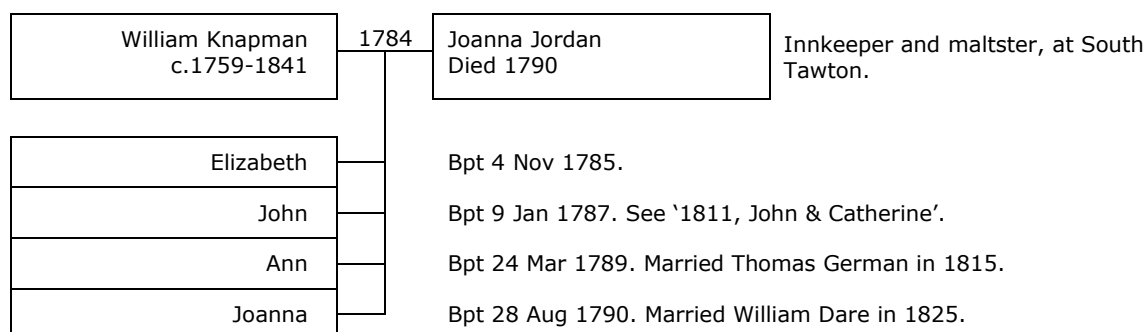 William Knapman
c.1759-1841
1784
Joanna Jordan
Died 1790
Innkeeper and maltster, at South
Tawton.
Elizabeth
Bpt 4 Nov 1785.
John
Bpt 9 Jan 1787. See ‘1811, John & Catherine’.
Ann
Bpt 24 Mar 1789. Married Thomas German in 1815.
Joanna
Bpt 28 Aug 1790. Married William Dare in 1825.